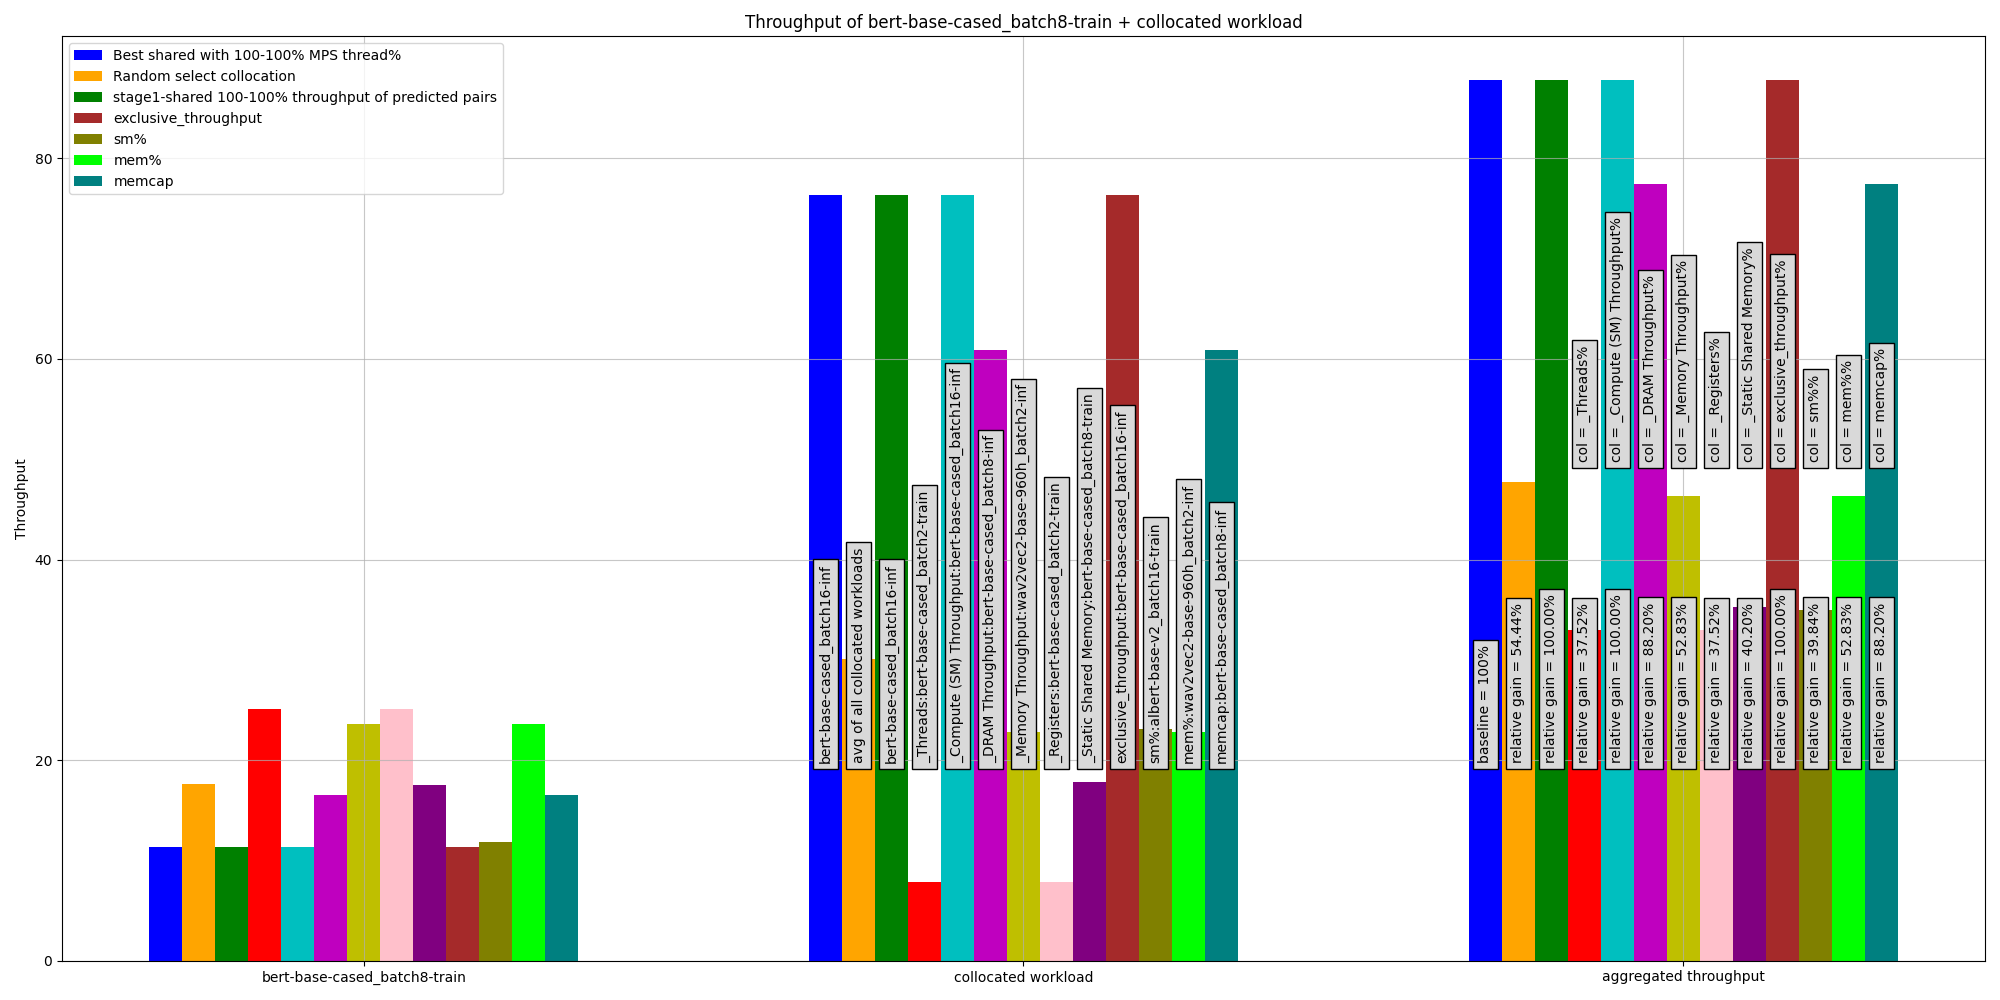 Throughput of bert-base-cased_batch8-train + collocated workload
Best shared with 100-100% MPS thread%
Random select collocation
stage1-shared 100-100% throughput of predicted pairs
exclusive_throughput
sm%
mem%
memcap
Throughput
80
60
40
20
0
bert-base-cased_batch16-inf
avg of all collocated workloads
bert-base-cased_batch16-inf
_Threads:bert-base-cased_batch2-train
_Compute (SM) Throughput:bert-base-cased_batch16-inf
_DRAM Throughput:bert-base-cased_batch8-inf
_Memory Throughput:wav2vec2-base-960h_batch2-inf
_Registers:bert-base-cased_batch2-train
_Static Shared Memory:bert-base-cased_batch8-train
exclusive_throughput:bert-base-cased_batch16-inf
sm%:albert-base-v2_batch16-train
mem%:wav2vec2-base-960h_batch2-inf
memcap:bert-base-cased_batch8-inf
col = _Threads%
col = _Compute (SM) Throughput%
col = _DRAM Throughput%
col = _Memory Throughput%
col = _Registers%
col = _Static Shared Memory%
col = exclusive_throughput%
col = sm%%
col = mem%%
col = memcap%
baseline = 100%
relative gain = 54.44%
relative gain = 100.00%
relative gain = 37.52%
relative gain = 100.00%
relative gain = 88.20%
relative gain = 52.83%
relative gain = 37.52%
relative gain = 40.20%
relative gain = 100.00%
relative gain = 39.84%
relative gain = 52.83%
relative gain = 88.20%
bert-base-cased_batch8-train
collocated workload
aggregated throughput